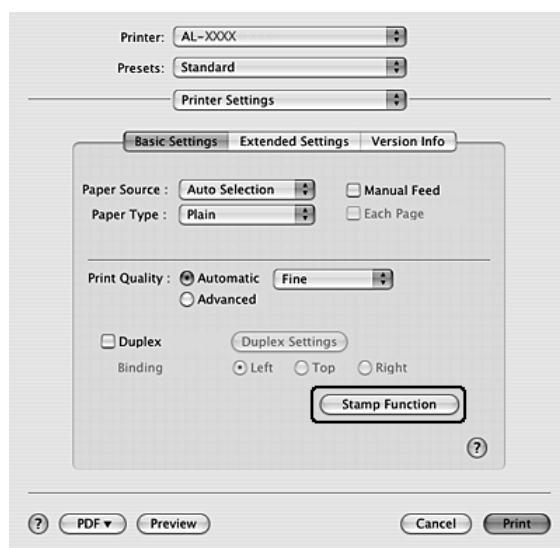 Printer: AL-XXXX
Presets: Standard
Printer Settings
Basic Settings Extended Settings Version Info
Paper Source : Auto Selection Manual Feed
Paper Type : Plain Each Page
Print Quality : Automatic Fine
Advanced
Duplex Duplex Settings
Binding Left Top Right
Stamp Function
?
? PDF▼ Preview Cancel Print